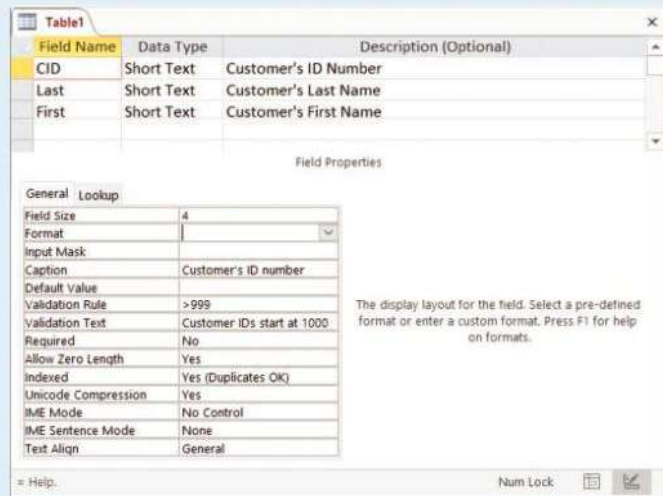 Table1
Field Name Data Type Description (Optional)
CID Short Text Customer's ID Number
Last Short Text Customer's Last Name
First Short Text Customer's First Name
Field Properties
General Lookup
Field Size 4
Format
Input Mask
Caption Customer's ID number
Default Value
Validation Rule >999
Validation Text Customer IDs start at 1000
Required No
Allow Zero Length Yes
Indexed Yes (Duplicates OK)
Unicode Compression Yes
IME Mode No Control
IME Sentence Mode None
Text Align General
The display layout for the field. Select a pre-defined
format or enter a custom format. Press F1 for help
on formats.
= Help. Num Lock